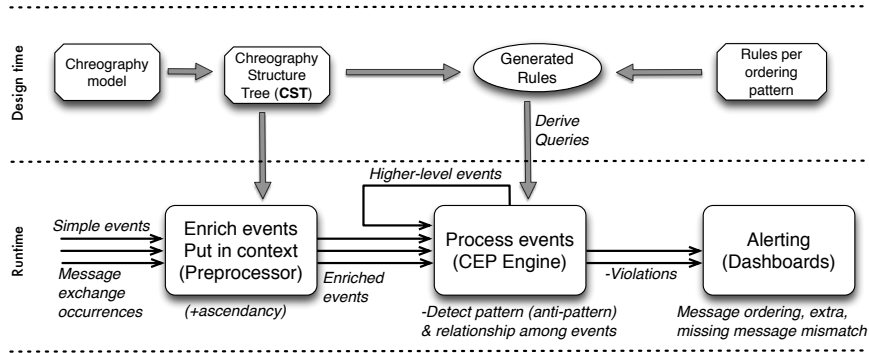 Design time
Chreography
model
Chreography
Structure
Tree (CST)
Generated
Rules
Rules per
ordering
pattern
Derive
Queries
Runtime
Higher-level events
Simple events
Message
exchange
occurrences
Enrich events
Put in context
(Preprocessor)
(+ascendancy)
Enriched
events
Process events
(CEP Engine)
-Detect pattern (anti-pattern)
& relationship among events
-Violations
Alerting
(Dashboards)
Message ordering, extra,
missing message mismatch